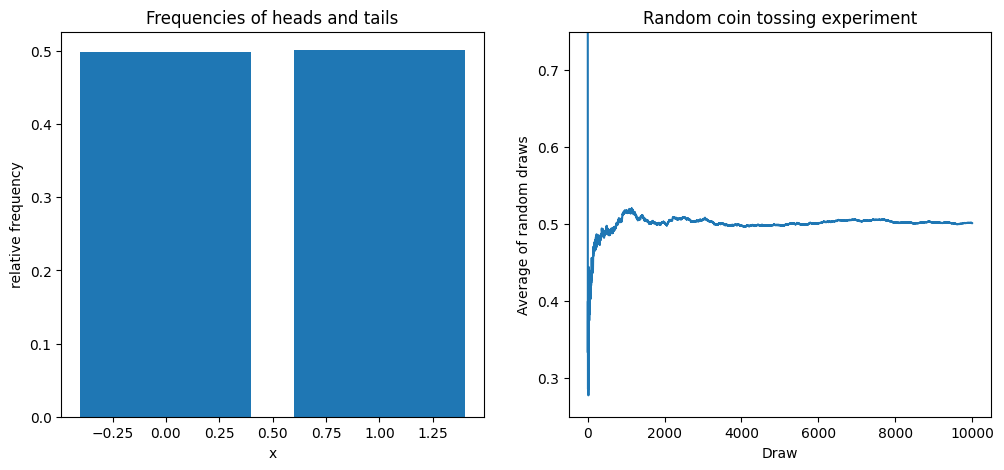 Frequencies of heads and tails
relative frequency
0.5
0.4
0.3
0.2
0.1
0.0
−0.25 0.00 0.25 0.50 0.75 1.00 1.25
x
Random coin tossing experiment
Average of random draws
0.7
0.6
0.5
0.4
0.3
0 2000 4000 6000 8000 10000
Draw